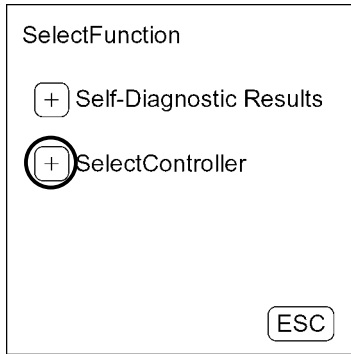 SelectFunction
+ Self-Diagnostic Results
+ SelectController
ESC